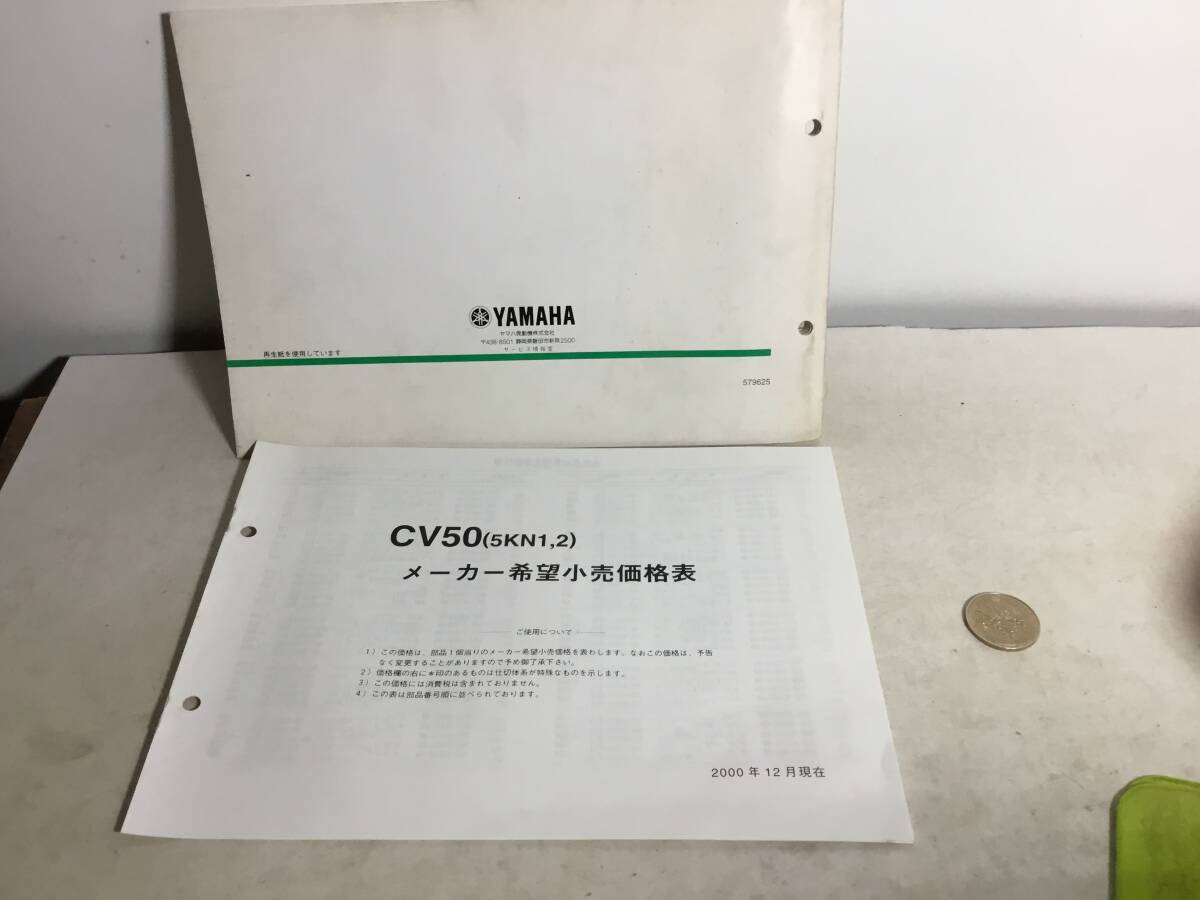 YAMAHA
ヤマハ発動機株式会社
〒438-8501 静岡県磐田市新貝2500
サービス情報室
再生紙を使用しています
579625
CV50(5KN1,2)
メーカー希望小売価格表
ご使用について
1）この価格は、部品1個当りのメーカー希望小売価格を表わします。なおこの価格は、予告
なく変更することがありますので予め御了承下さい。
2）価格欄の右に＊印のあるものは仕切体系が特殊なものを示します。
3）この価格には消費税は含まれておりません。
4）この表は部品番号順に並べられております。
2000年12月現在